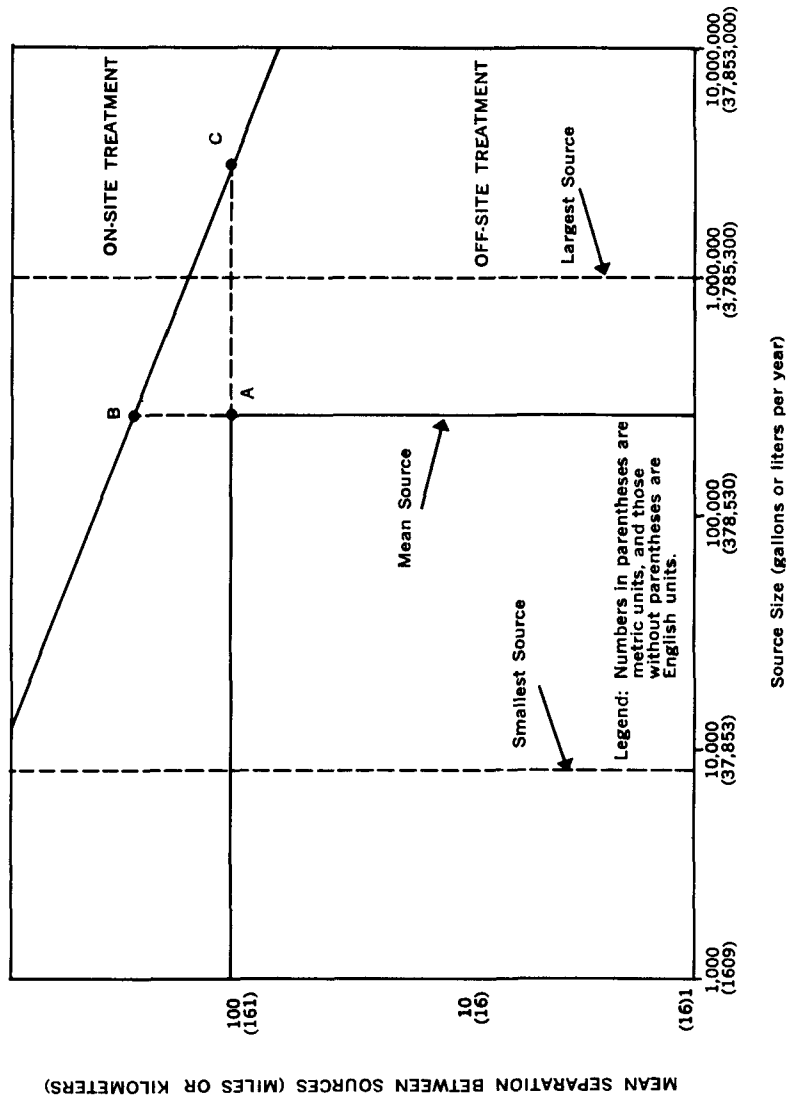 MEAN SEPARATION BETWEEN SOURCES (MILES OR KILOMETERS)
100
(161)
10
(16)
(16)1
ON-SITE TREATMENT
B
C
A
OFF-SITE TREATMENT
Mean Source
Largest Source
Smallest Source
Legend: Numbers in parentheses are
metric units, and those
without parentheses are
English units.
1,000
(1609)
10,000
(37,853)
100,000
(378,530)
1,000,000
(3,785,300)
10,000,000
(37,853,000)
Source Size (gallons or liters per year)